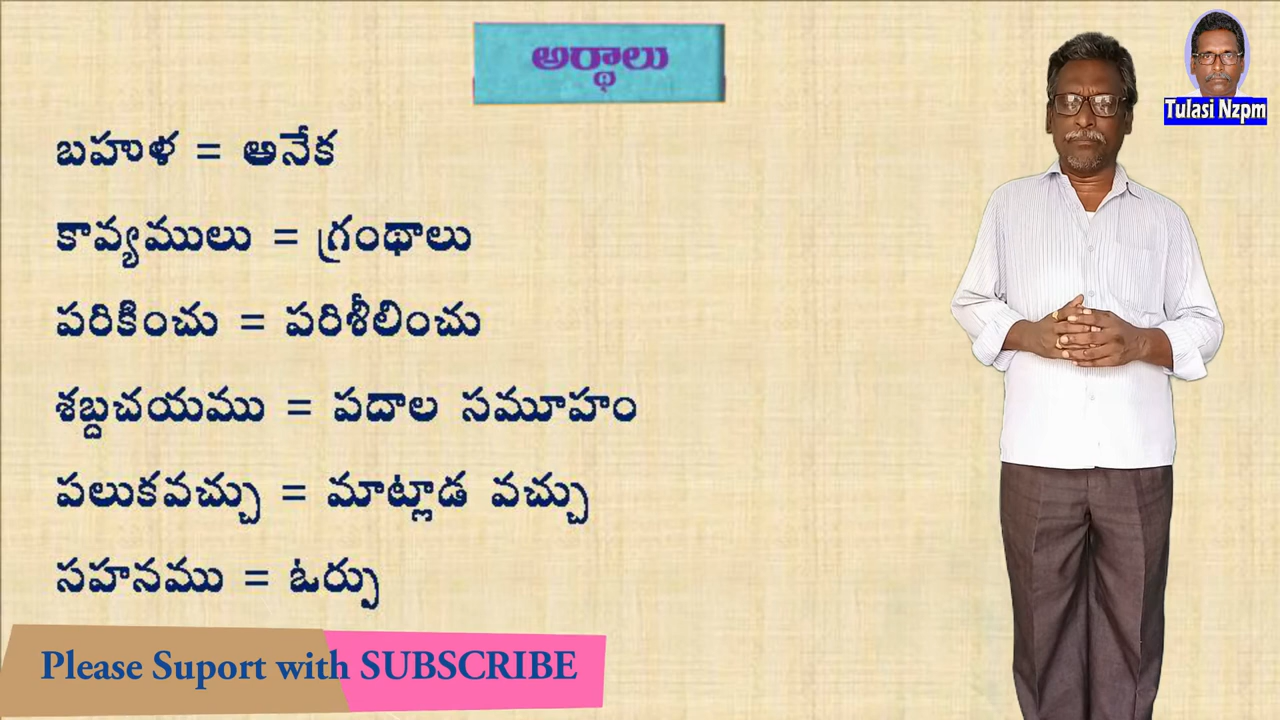 అర్థాలు
Tulasi Nzpm
బహుళ = అనేక
కావ్యములు = గ్రంథాలు
పరికించు = పరిశీలించు
శబ్దచయము = పదాల సమూహం
పలుకవచ్చు = మాట్లాడ వచ్చు
సహనము = ఓర్పు
Please Suport with SUBSCRIBE